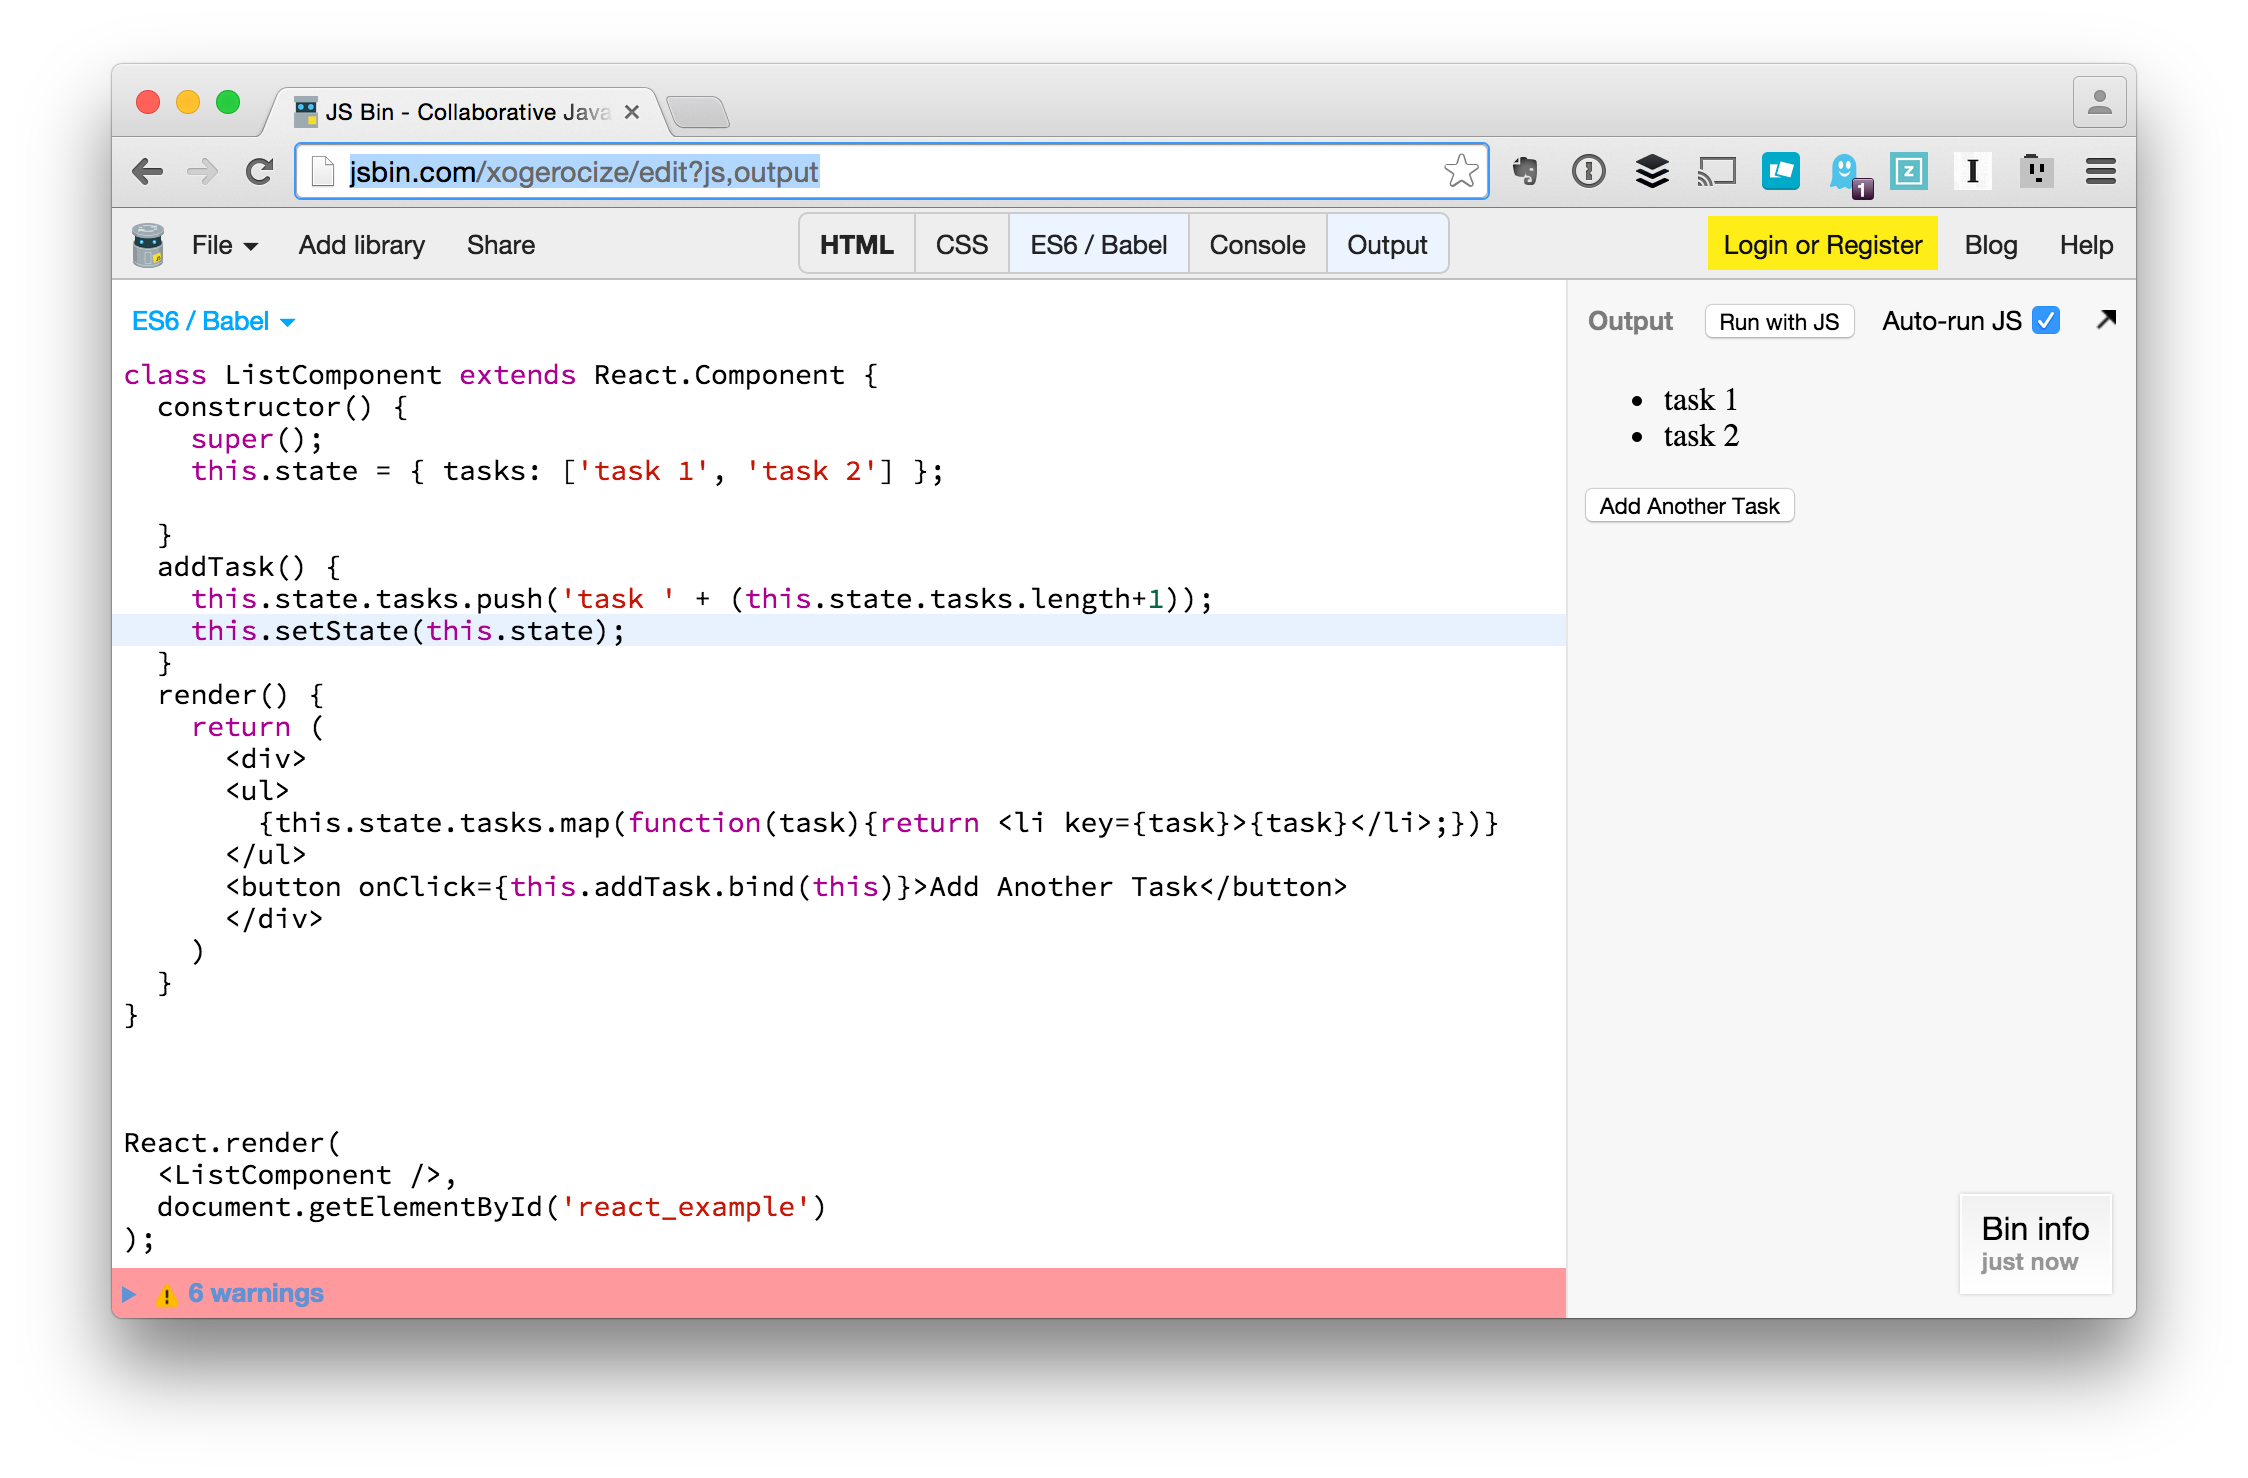 JS Bin - Collaborative Java
jsbin.com/xogerocize/edit?js,output
1
z
I
File Add library Share HTML CSS ES6 / Babel Console Output Login or Register Blog Help
ES6 / Babel
Output Run with JS Auto-run JS
class ListComponent extends React.Component {
  constructor() {
    super();
    this.state = { tasks: ['task 1', 'task 2'] };
  }
  addTask() {
    this.state.tasks.push('task ' + (this.state.tasks.length+1));
    this.setState(this.state);
  }
  render() {
    return (
      <div>
      <ul>
        {this.state.tasks.map(function(task){return <li key={task}>{task}</li>;})}
      </ul>
      <button onClick={this.addTask.bind(this)}>Add Another Task</button>
      </div>
    )
  }
}
React.render(
  <ListComponent />,
  document.getElementById('react_example')
);
6 warnings
• task 1
• task 2
Add Another Task
Bin info
just now